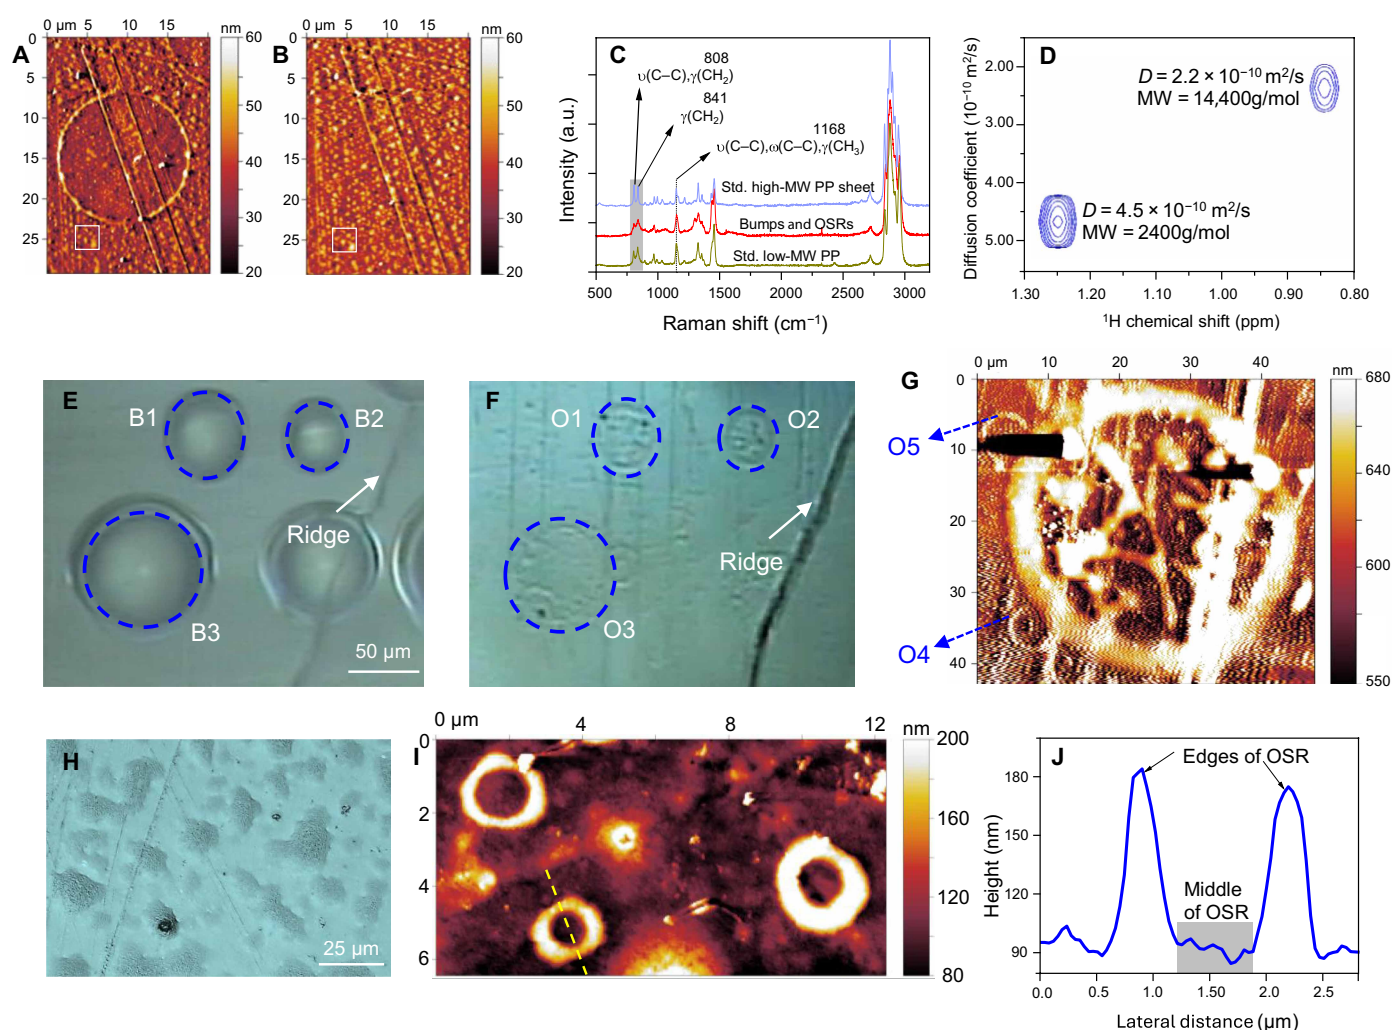 A
0 µm 5 10 15
nm
0
5
10
15
20
25
60
50
40
30
20
B
0 µm 5 10 15
nm
0
5
10
15
20
25
60
50
40
30
20
C
808
υ(C–C),γ(CH₂)
841
γ(CH₂)
1168
υ(C–C),ω(C–C),γ(CH₃)
Std. high-MW PP sheet
Bumps and OSRs
Std. low-MW PP
Intensity (a.u.)
500 1000 1500 2000 2500 3000
Raman shift (cm⁻¹)
D
D = 2.2 × 10⁻¹⁰ m²/s
MW = 14,400g/mol
D = 4.5 × 10⁻¹⁰ m²/s
MW = 2400g/mol
Diffusion coefficient (10⁻¹⁰ m²/s)
2.00
3.00
4.00
5.00
1.30 1.20 1.10 1.00 0.90 0.80
¹H chemical shift (ppm)
E
B1
B2
Ridge
B3
50 µm
F
O1
O2
Ridge
O3
G
0 µm 10 20 30 40
nm
0
10
20
30
40
O5
O4
680
640
600
550
H
25 µm
I
0 µm 4 8 12
nm
0
2
4
6
200
160
120
80
J
Edges of OSR
Middle
of OSR
Height (nm)
180
150
120
90
0.0 0.5 1.0 1.50 2.0 2.5
Lateral distance (µm)